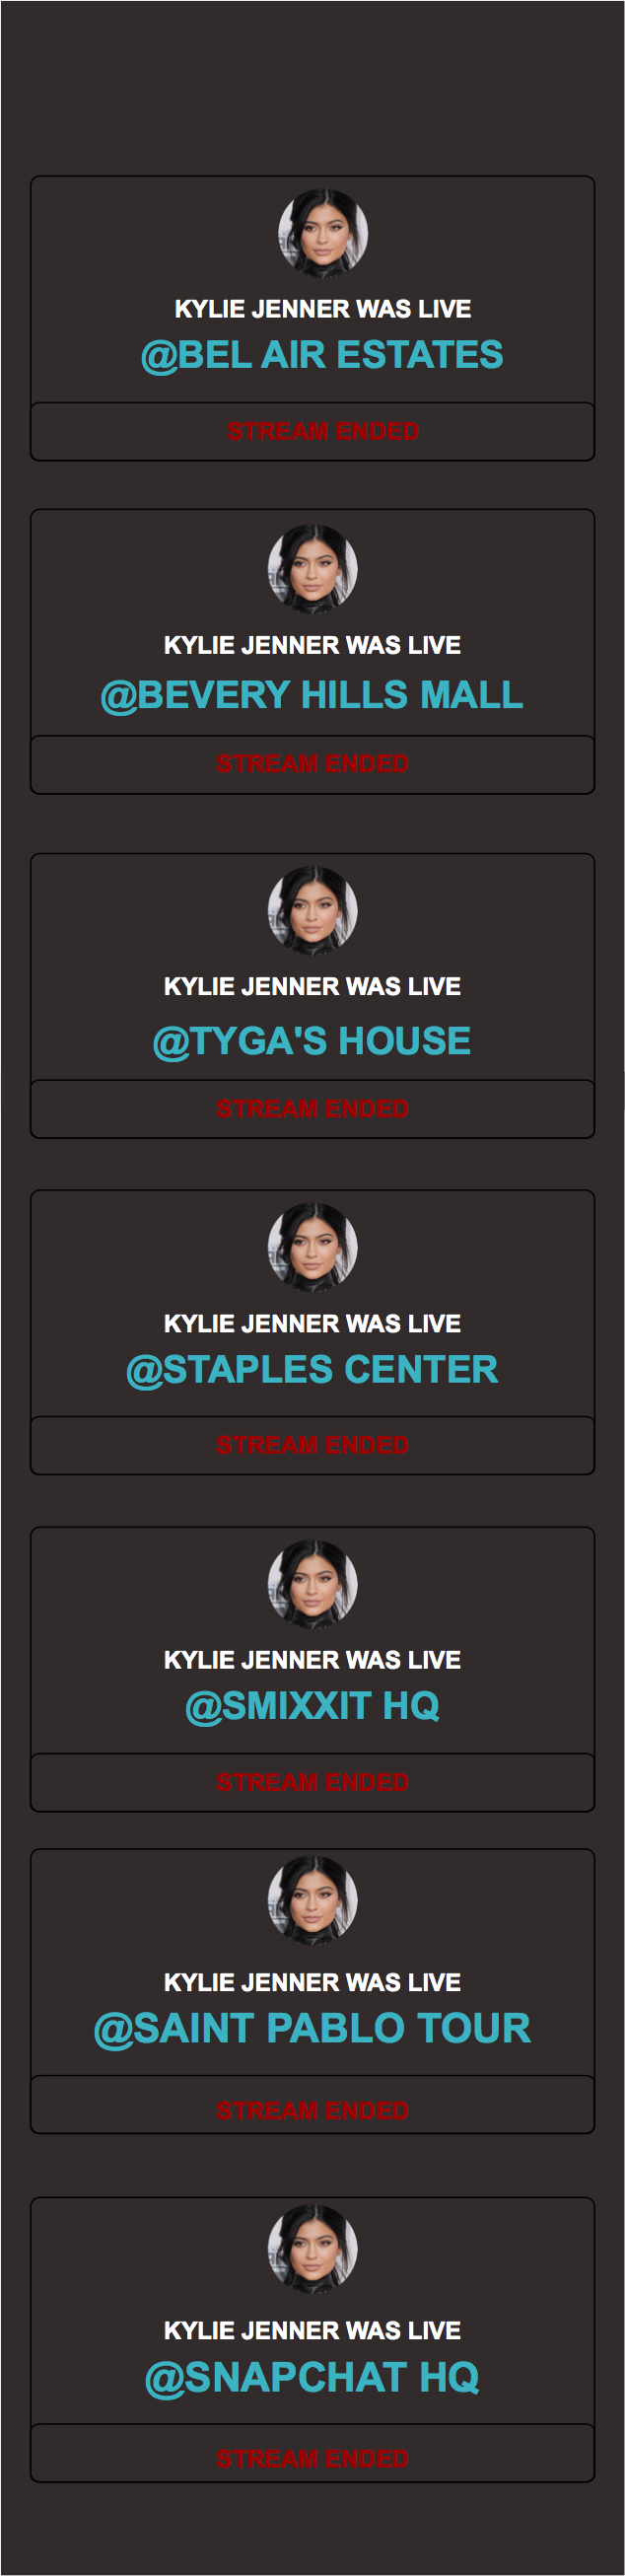 KYLIE JENNER WAS LIVE
@BEL AIR ESTATES
STREAM ENDED
KYLIE JENNER WAS LIVE
@BEVERY HILLS MALL
STREAM ENDED
KYLIE JENNER WAS LIVE
@TYGA'S HOUSE
STREAM ENDED
KYLIE JENNER WAS LIVE
@STAPLES CENTER
STREAM ENDED
KYLIE JENNER WAS LIVE
@SMIXXIT HQ
STREAM ENDED
KYLIE JENNER WAS LIVE
@SAINT PABLO TOUR
STREAM ENDED
KYLIE JENNER WAS LIVE
@SNAPCHAT HQ
STREAM ENDED